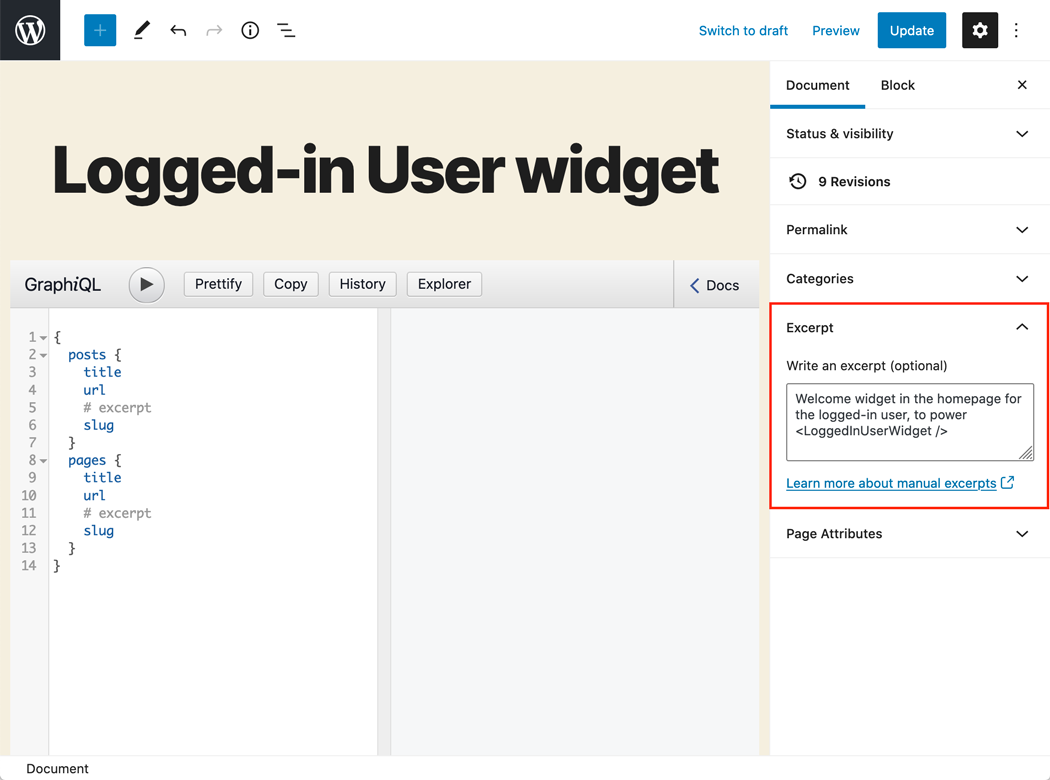 Switch to draft Preview Update
Document Block
Logged-in User widget
GraphiQL Prettify Copy History Explorer Docs
1 {
2 posts {
3 title
4 url
5 # excerpt
6 slug
7 }
8 pages {
9 title
10 url
11 # excerpt
12 slug
13 }
14 }
Status & visibility
9 Revisions
Permalink
Categories
Excerpt
Write an excerpt (optional)
Welcome widget in the homepage for
the logged-in user, to power
<LoggedInUserWidget />
Learn more about manual excerpts
Page Attributes
Document